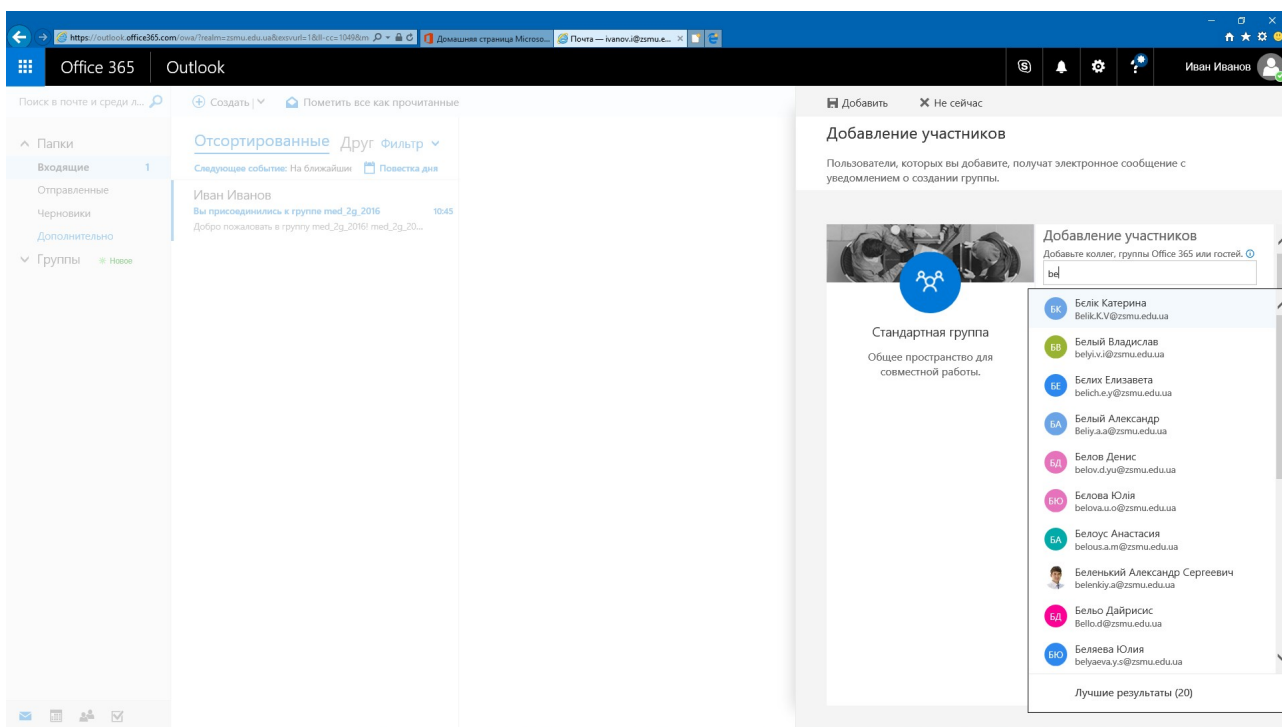 https://outlook.office365.com/owa/?realm=zsmu.edu.ua&exsvurl=1&ll-cc=1049&m
Домашняя страница Microso...
Почта — ivanov.i@zsmu.e...
Office 365
Outlook
Иван Иванов
Поиск в почте и среди л...
Создать
Пометить все как прочитанные
Добавить
Не сейчас
Папки
Входящие 1
Отправленные
Черновики
Дополнительно
Группы
Новое
Отсортированные Друг Фильтр
Следующее событие: На ближайшие Повестка дня
Иван Иванов
Вы присоединились к группе med_2g_2016 10:45
Добро пожаловать в группу med_2g_2016! med_2g_20...
Добавление участников
Пользователи, которых вы добавите, получат электронное сообщение с
уведомлением о создании группы.
Стандартная группа
Общее пространство для
совместной работы.
Добавление участников
Добавьте коллег, группы Office 365 или гостей.
be
БК
Бєлік Катерина
Belik.K.V@zsmu.edu.ua
БВ
Белый Владислав
belyi.v.i@zsmu.edu.ua
БЕ
Бєлих Елизавета
belich.e.y@zsmu.edu.ua
БА
Белый Александр
Beliy.a.a@zsmu.edu.ua
БД
Белов Денис
belov.d.yu@zsmu.edu.ua
БЮ
Бєлова Юлія
belova.u.o@zsmu.edu.ua
БА
Белоус Анастасия
belous.a.m@zsmu.edu.ua
Беленький Александр Сергеевич
belenkiy.a@zsmu.edu.ua
БД
Бельо Дайрисис
Bello.d@zsmu.edu.ua
БЮ
Беляева Юлия
belyaeva.y.s@zsmu.edu.ua
Лучшие результаты (20)